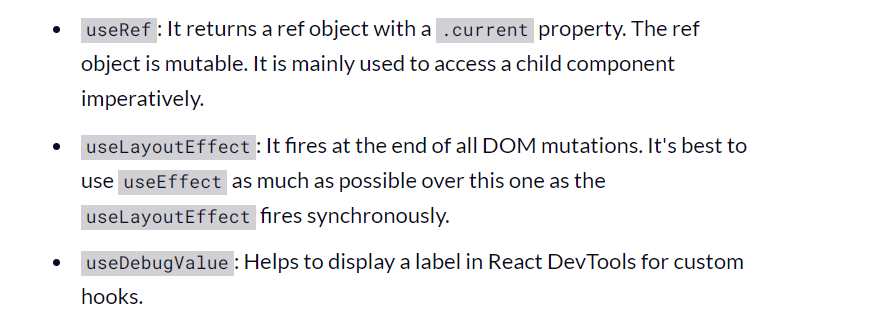 useRef: It returns a ref object with a .current property. The ref
object is mutable. It is mainly used to access a child component
imperatively.
useLayoutEffect: It fires at the end of all DOM mutations. It's best to
use useEffect as much as possible over this one as the
useLayoutEffect fires synchronously.
useDebugValue: Helps to display a label in React DevTools for custom
hooks.